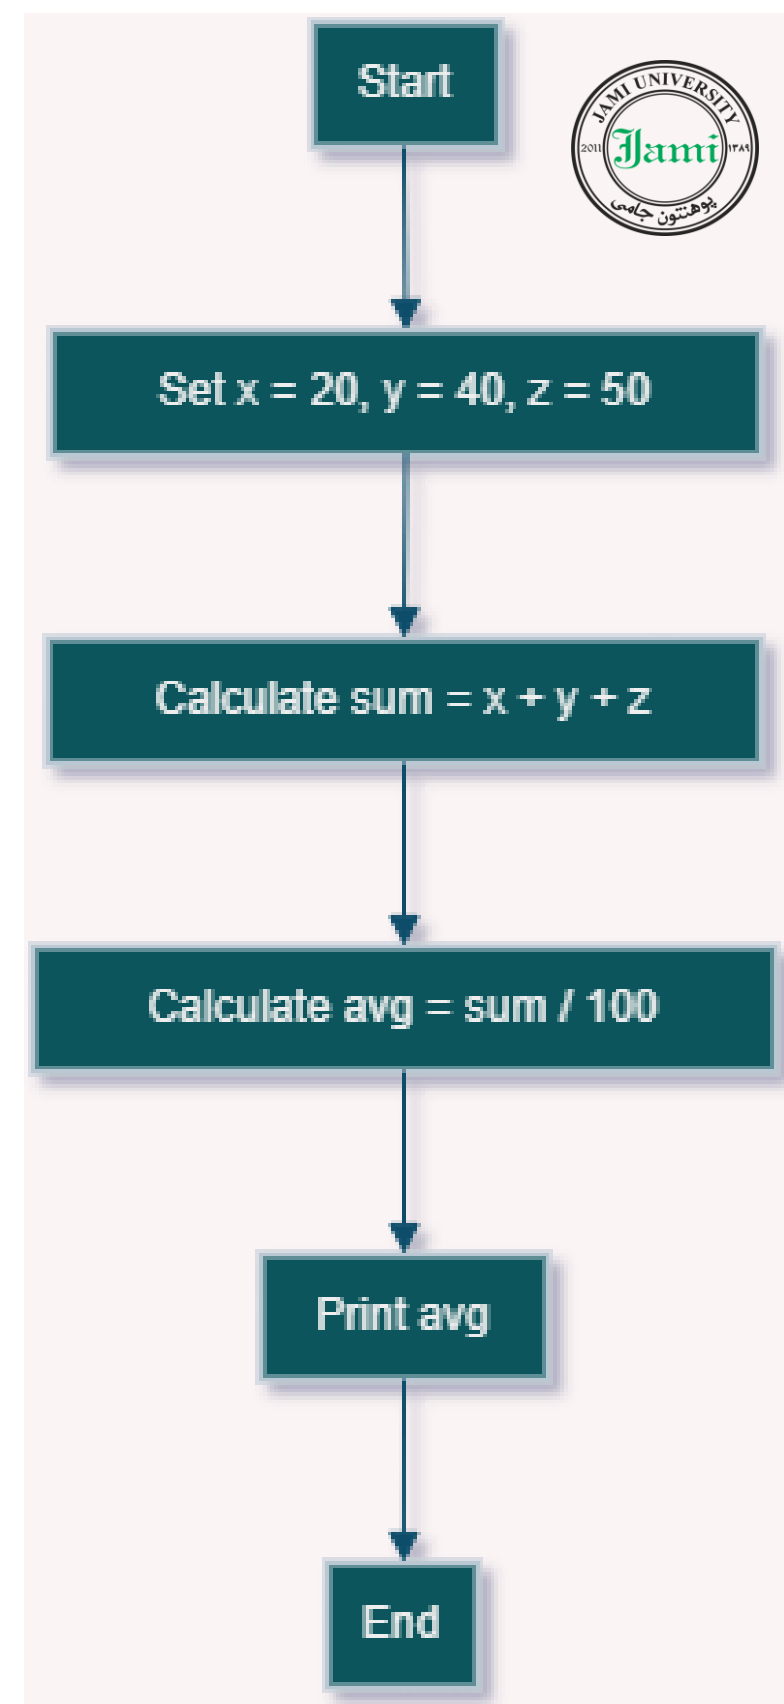 Start
JAMI UNIVERSITY
2011
Jami
۱۳۸۹
پوهنتون جامی
Set x = 20, y = 40, z = 50
Calculate sum = x + y + z
Calculate avg = sum / 100
Print avg
End